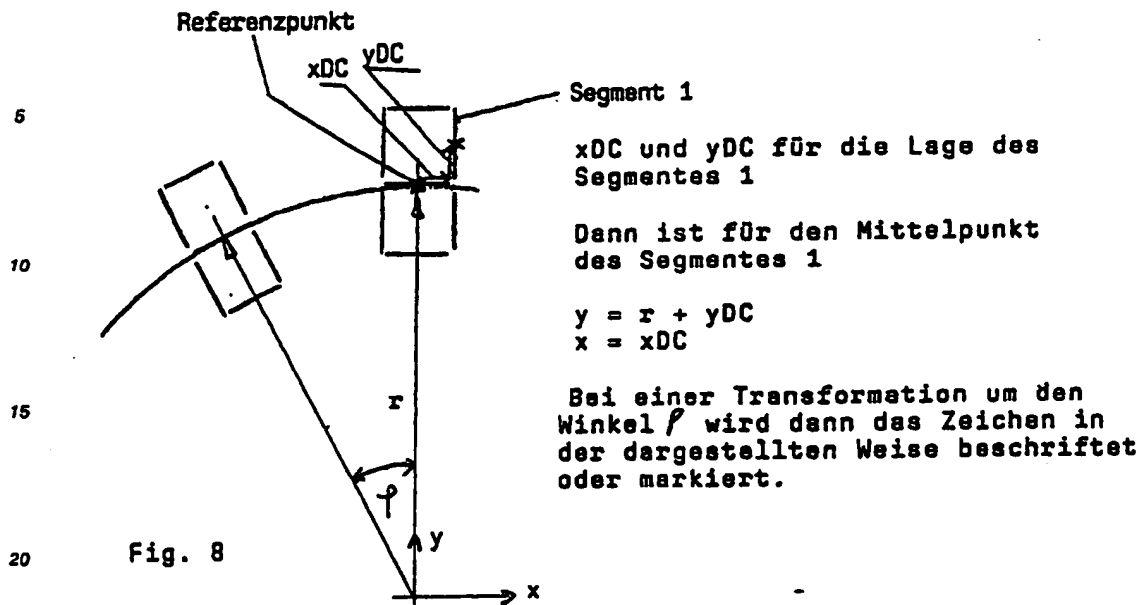 Referenzpunkt
xDC
yDC
5
Segment 1
xDC und yDC für die Lage des
Segmentes 1
Dann ist für den Mittelpunkt
10
des Segmentes 1
y = r + yDC
x = xDC
r
15
Bei einer Transformation um den
Winkel φ wird dann das Zeichen in
der dargestellten Weise beschriftet
oder markiert.
φ
20
Fig. 8
y
x